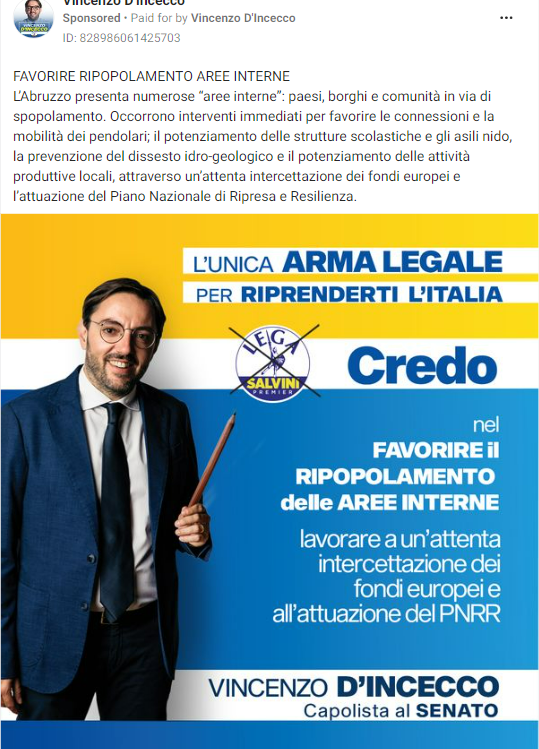 Vincenzo D'Incecco
Sponsored • Paid for by Vincenzo D'Incecco
ID: 828986061425703
FAVORIRE RIPOPOLAMENTO AREE INTERNE
L’Abruzzo presenta numerose “aree interne”: paesi, borghi e comunità in via di
spopolamento. Occorrono interventi immediati per favorire le connessioni e la
mobilità dei pendolari; il potenziamento delle strutture scolastiche e gli asili nido,
la prevenzione del dissesto idro-geologico e il potenziamento delle attività
produttive locali, attraverso un’attenta intercettazione dei fondi europei e
l’attuazione del Piano Nazionale di Ripresa e Resilienza.
L’UNICA ARMA LEGALE
PER RIPRENDERTI L’ITALIA
LEGA
SALVINI
PREMIER
Credo
nel
FAVORIRE il
RIPOPOLAMENTO
delle AREE INTERNE
lavorare a un’attenta
intercettazione dei
fondi europei e
all’attuazione del PNRR
VINCENZO D’INCECCO
Capolista al SENATO